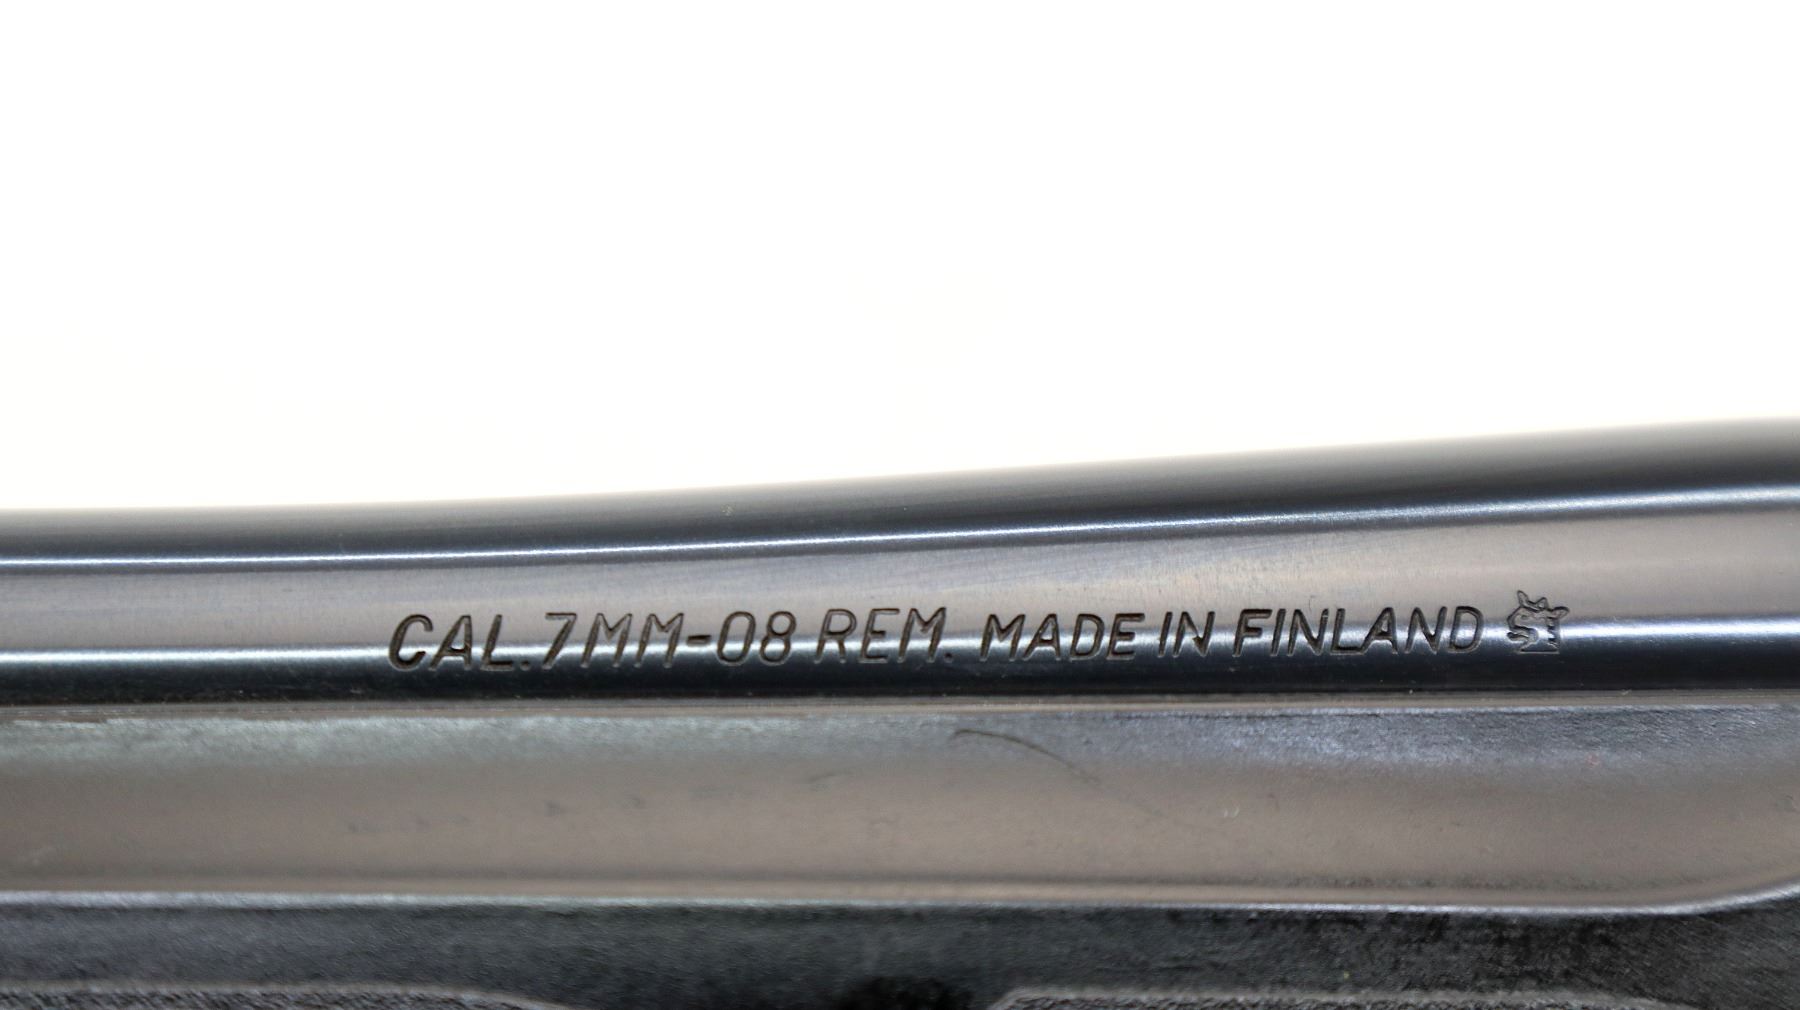 CAL.7MM-08 REM. MADE IN FINLAND